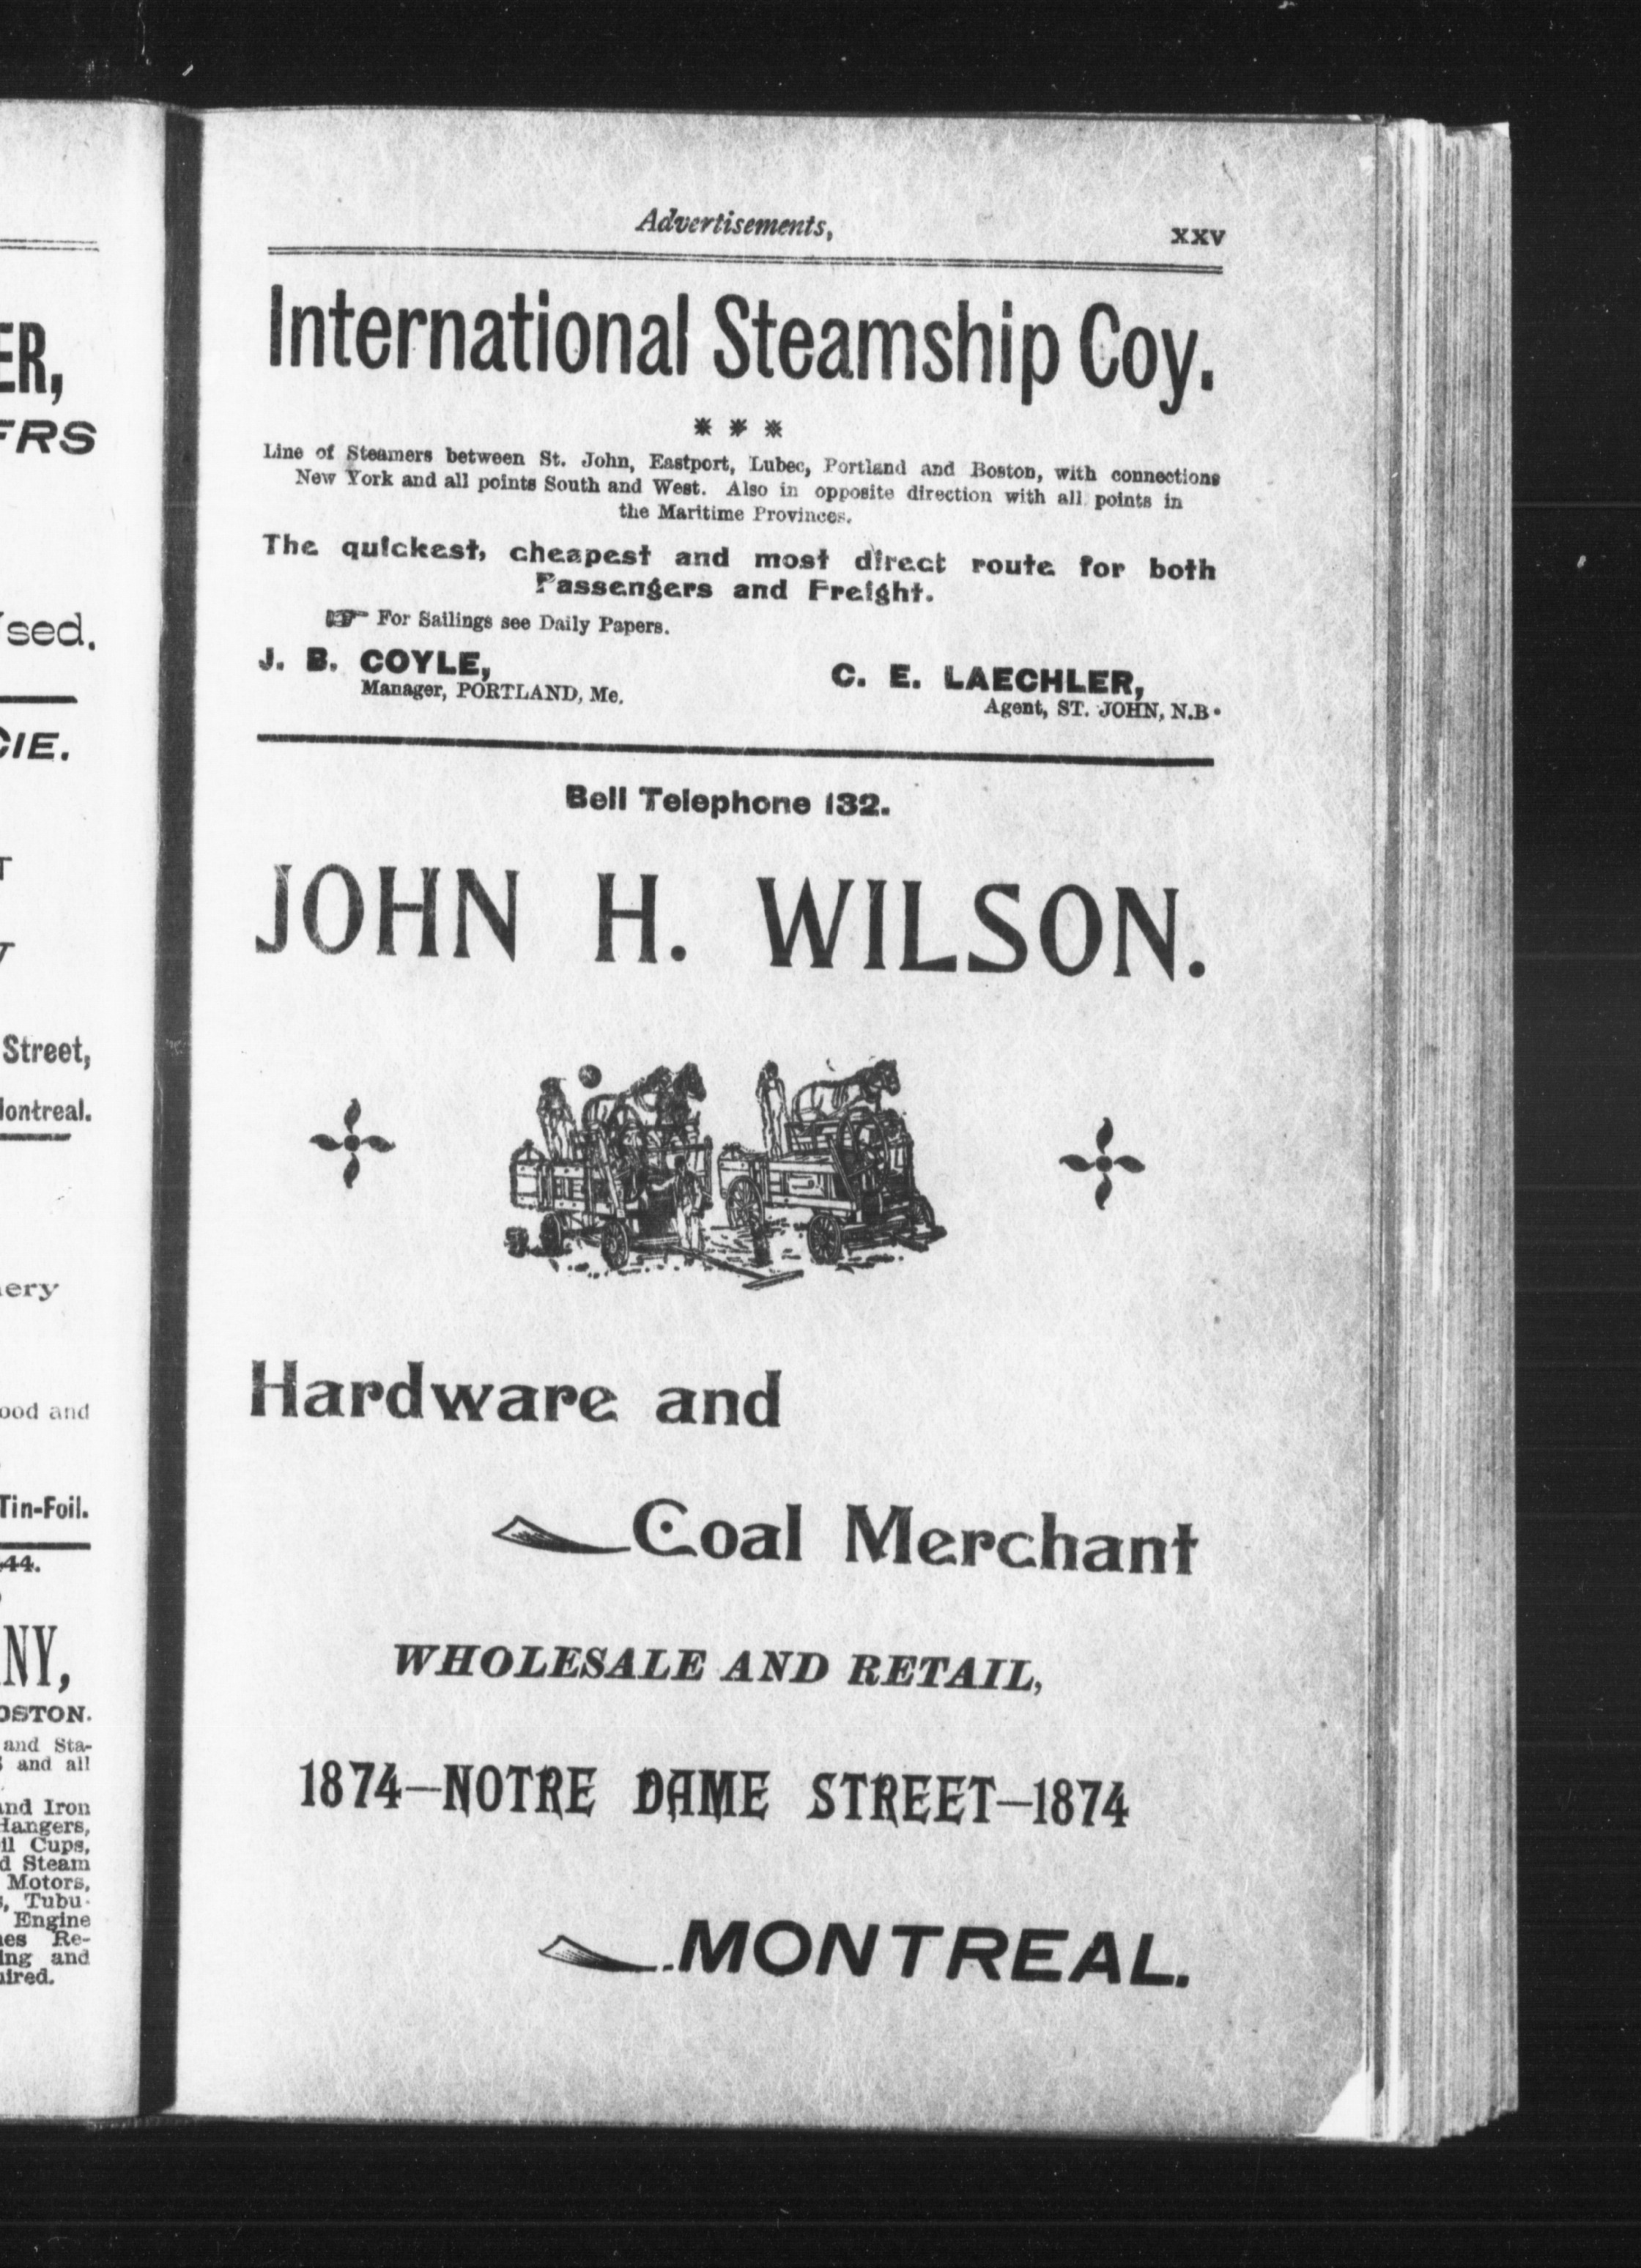 ER,
FRS
sed.
CIE.
T
Street,
Montreal.
ery
ood and
Tin-Foil.
44.
NY,
OSTON.
and Sta-
and all
and Iron
Hangers,
il Cups,
d Steam
Motors,
s, Tubu-
Engine
es Re-
ing and
uired.
Advertisements,
xxv
International Steamship Coy.
* * *
Line of Steamers between St. John, Eastport, Lubec, Portland and Boston, with connections
New York and all points South and West. Also in opposite direction with all points in
the Maritime Provinces.
The quickest, cheapest and most direct route for both
Passengers and Freight.
☞ For Sailings see Daily Papers.
J. B. COYLE,
Manager, PORTLAND, Me.
C. E. LAECHLER,
Agent, ST. JOHN, N.B.
Bell Telephone 132.
JOHN H. WILSON.
Hardware and
Coal Merchant
WHOLESALE AND RETAIL,
1874—NOTRE DAME STREET—1874
MONTREAL.